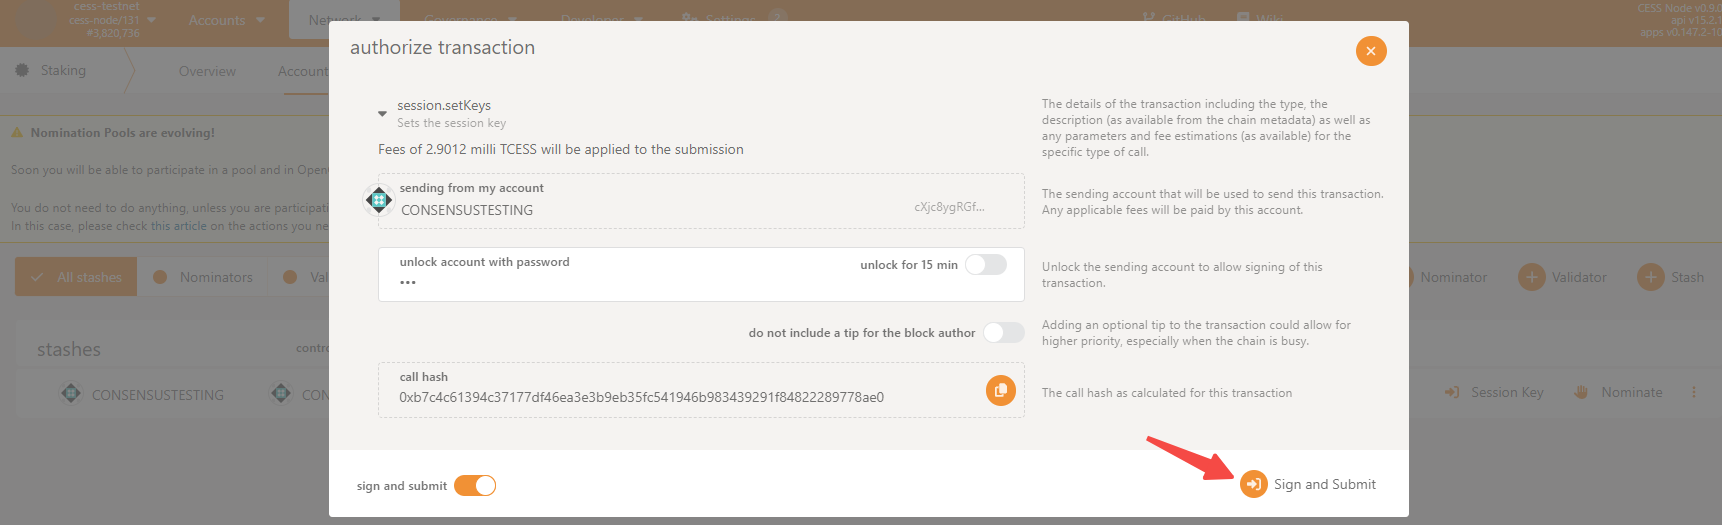 cess-testnet
cess-node/131
#3,820,736
Accounts
Network
Governance
Developer
Settings
2
GitHub
Wiki
CESS Node v0.9.0
api v15.2.1
apps v0.147.2-10
Staking
Overview
Account
Nomination Pools are evolving!
Soon you will be able to participate in a pool and in Open
You do not need to do anything, unless you are participa
In this case, please check this article on the actions you ne
All stashes
Nominators
Val
Nominator
Validator
Stash
stashes
contro
CONSENSUSTESTING
CON
Session Key
Nominate
authorize transaction
session.setKeys
Sets the session key
Fees of 2.9012 milli TCESS will be applied to the submission
The details of the transaction including the type, the
description (as available from the chain metadata) as well as
any parameters and fee estimations (as available) for the
specific type of call.
sending from my account
CONSENSUSTESTING
cXjc8ygRGf...
The sending account that will be used to send this transaction.
Any applicable fees will be paid by this account.
unlock account with password
•••
unlock for 15 min
Unlock the sending account to allow signing of this
transaction.
do not include a tip for the block author
Adding an optional tip to the transaction could allow for
higher priority, especially when the chain is busy.
call hash
0xb7c4c61394c37177df46ea3e3b9eb35fc541946b983439291f84822289778ae0
The call hash as calculated for this transaction
sign and submit
Sign and Submit